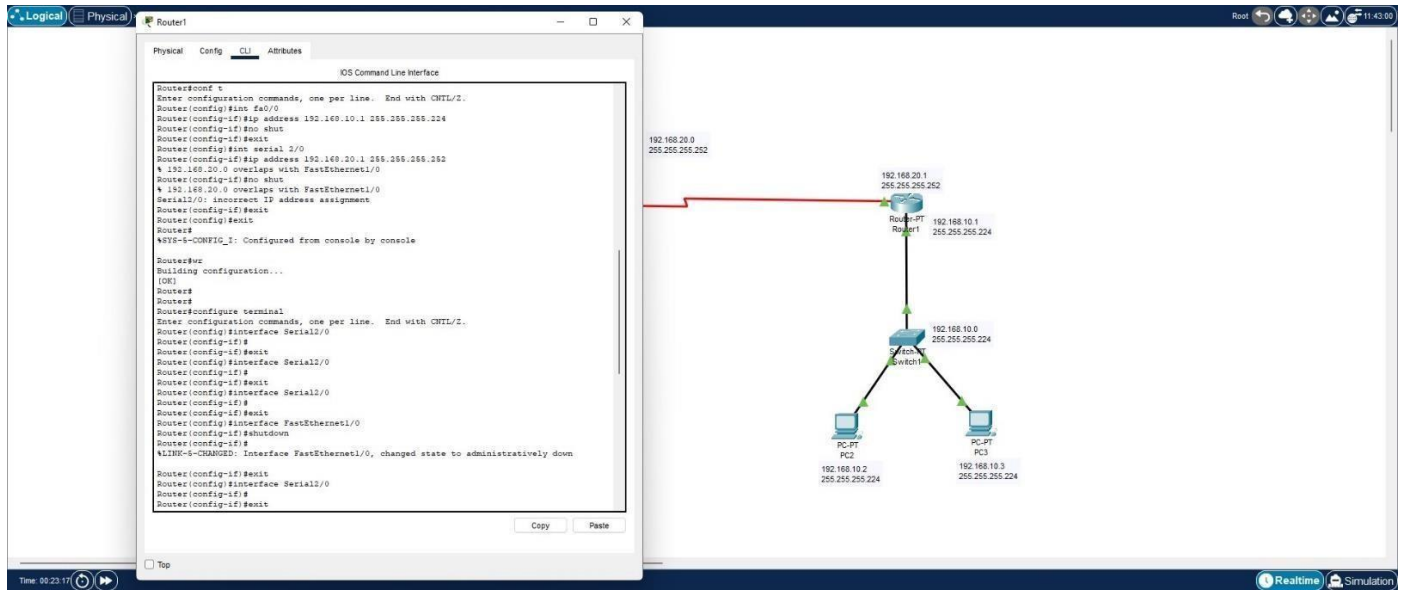 Logical
Physical
Router1
Root
11:43:00
Physical Config CLI Attributes
IOS Command Line Interface
Router#conf t
Enter configuration commands, one per line. End with CNTL/Z.
Router(config)#int fa0/0
Router(config-if)#ip address 192.168.10.1 255.255.255.224
Router(config-if)#no shut
Router(config-if)#exit
Router(config)#int serial 2/0
Router(config-if)#ip address 192.168.20.1 255.255.255.252
% 192.168.20.0 overlaps with FastEthernet1/0
Router(config-if)#no shut
% 192.168.20.0 overlaps with FastEthernet1/0
Serial2/0: incorrect IP address assignment
Router(config-if)#exit
Router(config)#exit
Router#
%SYS-5-CONFIG_I: Configured from console by console
Router#wr
Building configuration...
[OK]
Router#
Router#
Router#configure terminal
Enter configuration commands, one per line. End with CNTL/Z.
Router(config)#interface Serial2/0
Router(config-if)#
Router(config-if)#exit
Router(config)#interface Serial2/0
Router(config-if)#
Router(config-if)#exit
Router(config)#interface Serial2/0
Router(config-if)#
Router(config-if)#exit
Router(config)#interface FastEthernet1/0
Router(config-if)#shutdown
Router(config-if)#
%LINK-5-CHANGED: Interface FastEthernet1/0, changed state to administratively down
Router(config-if)#exit
Router(config)#interface Serial2/0
Router(config-if)#
Router(config-if)#exit
Copy Paste
Top
192.168.20.0
255.255.255.252
192.168.20.1
255.255.255.252
Router-PT
Router1
192.168.10.1
255.255.255.224
192.168.10.0
255.255.255.224
Switch-PT
Switch1
PC-PT
PC2
192.168.10.2
255.255.255.224
PC-PT
PC3
192.168.10.3
255.255.255.224
Time: 00:23:17
Realtime
Simulation